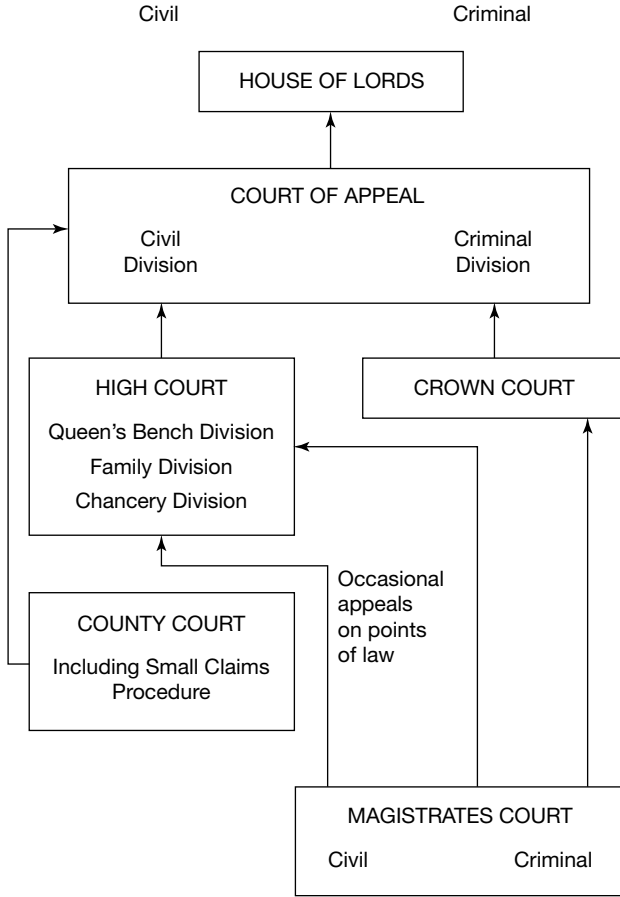 Civil
Criminal
HOUSE OF LORDS
COURT OF APPEAL
Civil
Division
Criminal
Division
HIGH COURT
Queen's Bench Division
Family Division
Chancery Division
CROWN COURT
Occasional
appeals
on points
of law
COUNTY COURT
Including Small Claims
Procedure
MAGISTRATES COURT
Civil
Criminal